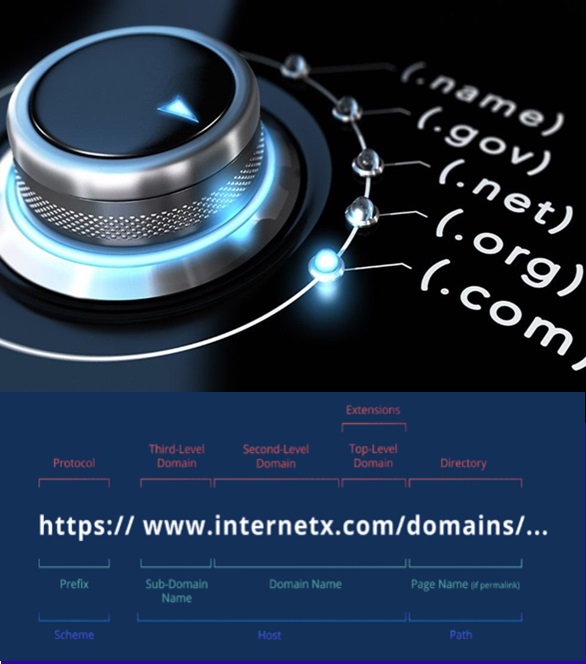 (.name)
(.gov)
(.net)
(.org)
(.com)
Extensions
Protocol
Third-Level
Domain
Second-Level
Domain
Top-Level
Domain
Directory
https:// www.internetx.com/domains/...
Prefix
Sub-Domain
Name
Domain Name
Page Name (if permalink)
Scheme
Host
Path